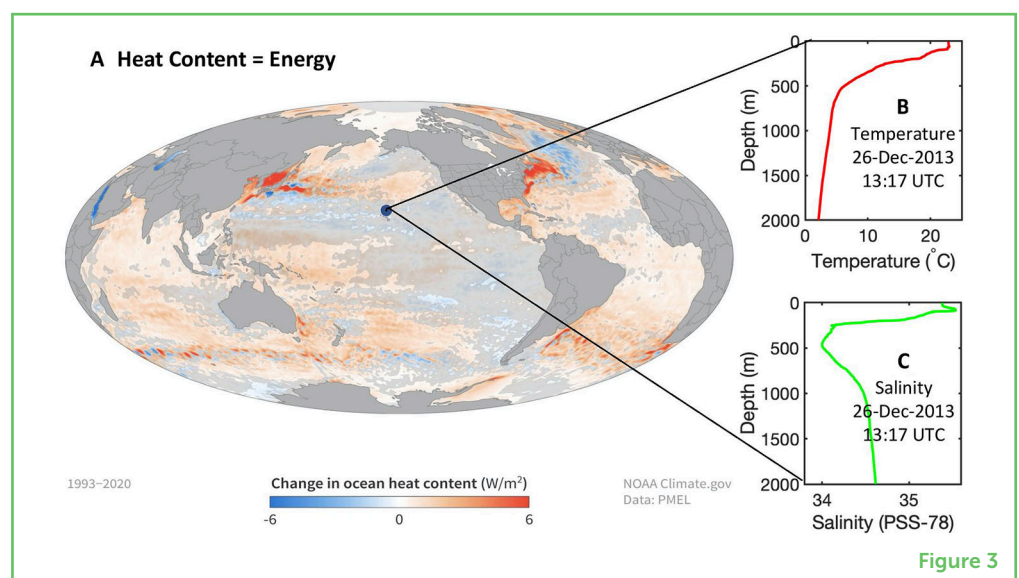 A Heat Content = Energy
0
500
1000
1500
2000
Depth (m)
B
Temperature
26-Dec-2013
13:17 UTC
0 10 20
Temperature (°C)
0
500
1000
1500
2000
Depth (m)
C
Salinity
26-Dec-2013
13:17 UTC
34 35
Salinity (PSS-78)
1993–2020
Change in ocean heat content (W/m²)
-6 0 6
NOAA Climate.gov
Data: PMEL
Figure 3